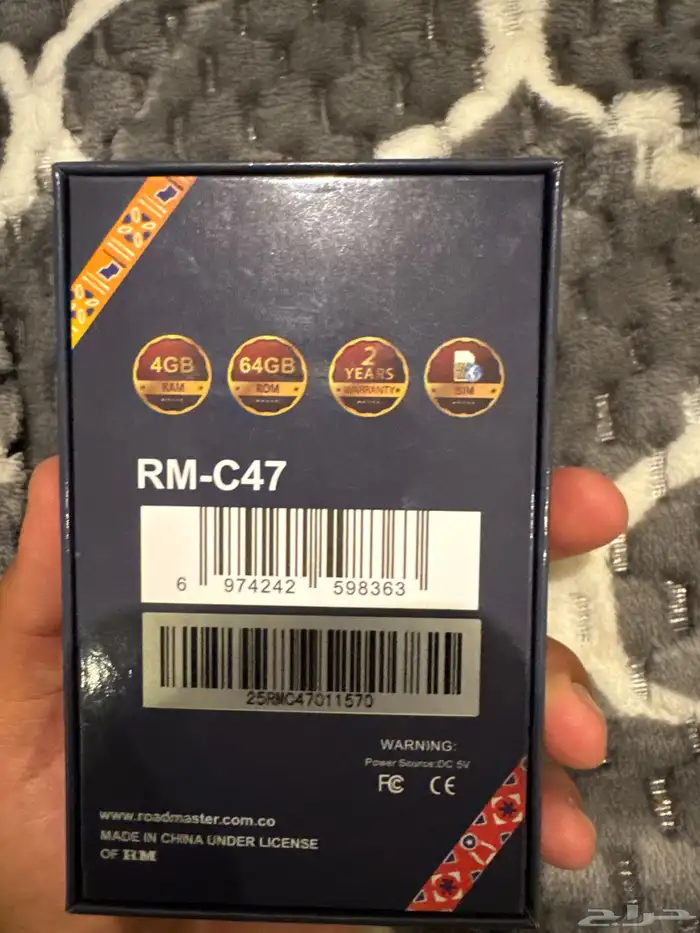 4GB
RAM
64GB
ROM
2
YEARS
WARRANTY
SIM
RM-C47
6 974242 598363
25RMC47011570
WARNING:
Power Source:DC 5V
FC CE
www.roadmaster.com.co
MADE IN CHINA UNDER LICENSE
OF RM
حراج